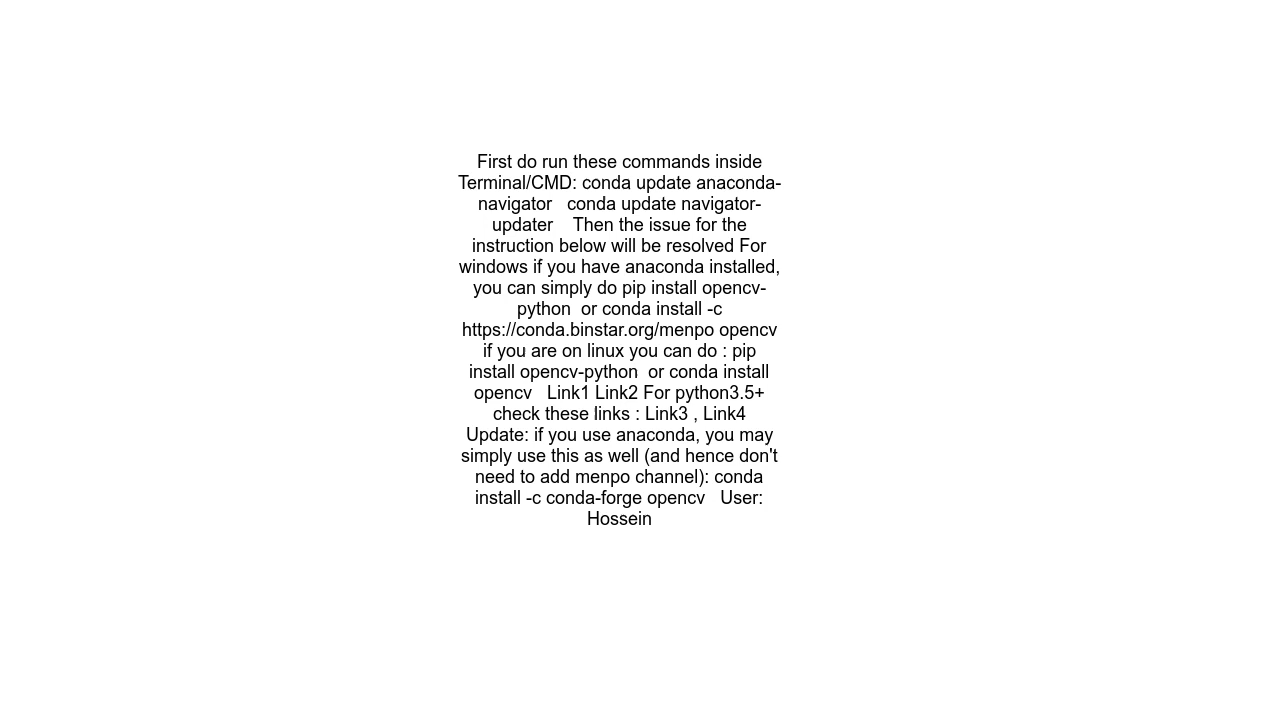 First do run these commands inside
Terminal/CMD: conda update anaconda-
navigator   conda update navigator-
updater    Then the issue for the
instruction below will be resolved For
windows if you have anaconda installed,
you can simply do pip install opencv-
python  or conda install -c
https://conda.binstar.org/menpo opencv
if you are on linux you can do : pip
install opencv-python  or conda install
opencv   Link1 Link2 For python3.5+
check these links : Link3 , Link4
Update: if you use anaconda, you may
simply use this as well (and hence don't
need to add menpo channel): conda
install -c conda-forge opencv   User:
Hossein